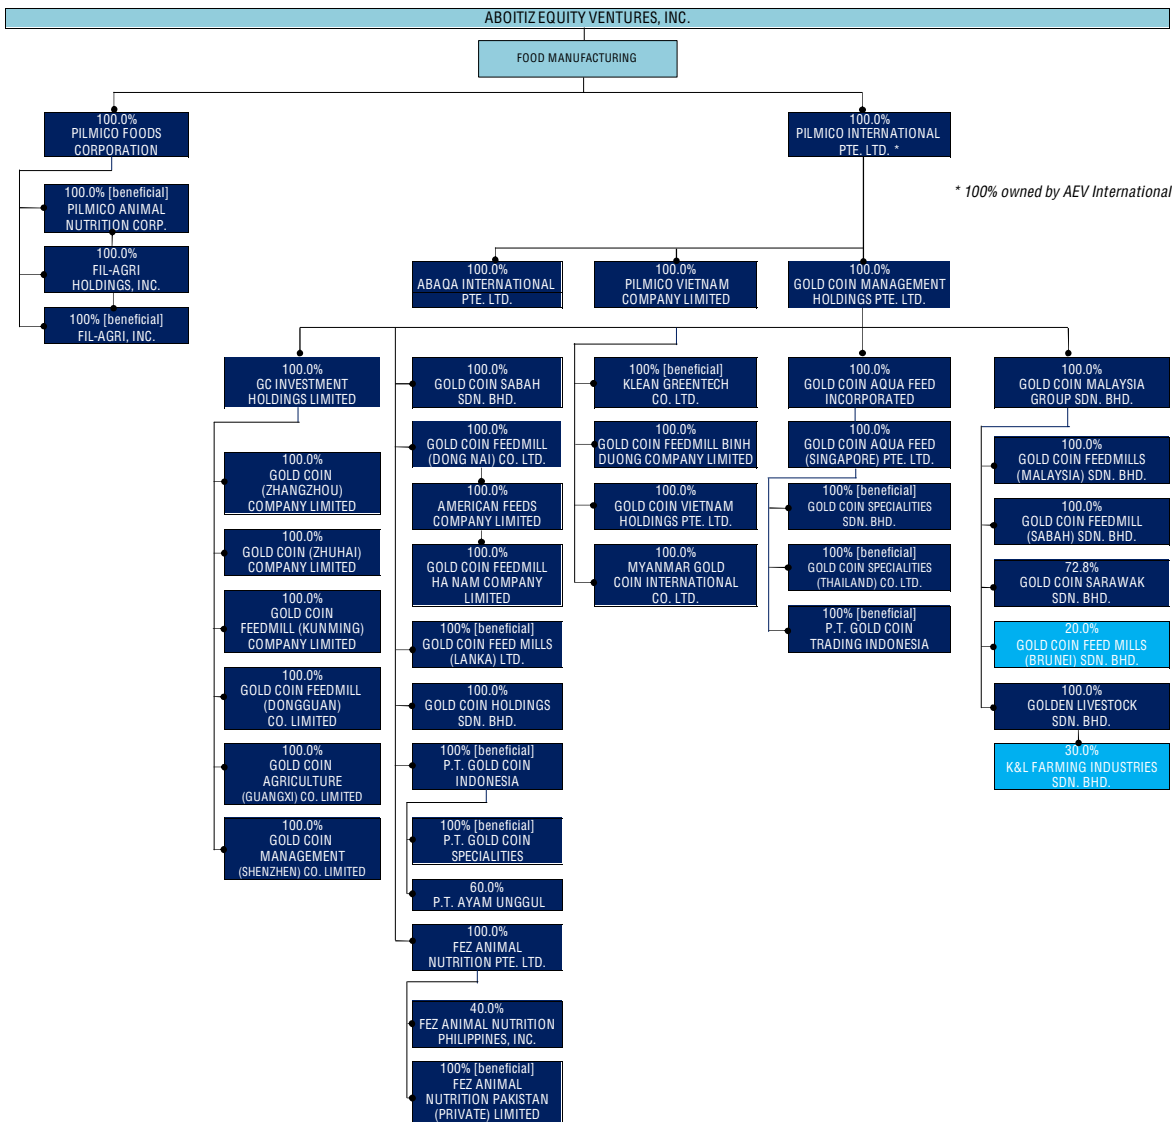 ABOITIZ EQUITY VENTURES, INC.
FOOD MANUFACTURING
100.0%
PILMICO FOODS
CORPORATION
100.0% [beneficial]
PILMICO ANIMAL
NUTRITION CORP.
100.0%
FIL-AGRI
HOLDINGS, INC.
100% [beneficial]
FIL-AGRI, INC.
100.0%
PILMICO INTERNATIONAL
PTE. LTD. *
* 100% owned by AEV International
100.0%
ABAQA INTERNATIONAL
PTE. LTD.
100.0%
PILMICO VIETNAM
COMPANY LIMITED
100.0%
GOLD COIN MANAGEMENT
HOLDINGS PTE. LTD.
100.0%
GC INVESTMENT
HOLDINGS LIMITED
100.0%
GOLD COIN
(ZHANGZHOU)
COMPANY LIMITED
100.0%
GOLD COIN (ZHUHAI)
COMPANY LIMITED
100.0%
GOLD COIN
FEEDMILL (KUNMING)
COMPANY LIMITED
100.0%
GOLD COIN FEEDMILL
(DONGGUAN)
CO. LIMITED
100.0%
GOLD COIN
AGRICULTURE
(GUANGXI) CO. LIMITED
100.0%
GOLD COIN
MANAGEMENT
(SHENZHEN) CO. LIMITED
100.0%
GOLD COIN SABAH
SDN. BHD.
100.0%
GOLD COIN FEEDMILL
(DONG NAI) CO. LTD.
100.0%
AMERICAN FEEDS
COMPANY LIMITED
100.0%
GOLD COIN FEEDMILL
HA NAM COMPANY
LIMITED
100% [beneficial]
GOLD COIN FEED MILLS
(LANKA) LTD.
100.0%
GOLD COIN HOLDINGS
SDN. BHD.
100% [beneficial]
P.T. GOLD COIN
INDONESIA
100% [beneficial]
P.T. GOLD COIN
SPECIALITIES
60.0%
P.T. AYAM UNGGUL
100.0%
FEZ ANIMAL
NUTRITION PTE. LTD.
40.0%
FEZ ANIMAL NUTRITION
PHILIPPINES, INC.
100% [beneficial]
FEZ ANIMAL
NUTRITION PAKISTAN
(PRIVATE) LIMITED
100% [beneficial]
KLEAN GREENTECH
CO. LTD.
100.0%
GOLD COIN FEEDMILL BINH
DUONG COMPANY LIMITED
100.0%
GOLD COIN VIETNAM
HOLDINGS PTE. LTD.
100.0%
MYANMAR GOLD
COIN INTERNATIONAL
CO. LTD.
100.0%
GOLD COIN AQUA FEED
INCORPORATED
100.0%
GOLD COIN AQUA FEED
(SINGAPORE) PTE. LTD.
100% [beneficial]
GOLD COIN SPECIALITIES
SDN. BHD.
100% [beneficial]
GOLD COIN SPECIALITIES
(THAILAND) CO. LTD.
100% [beneficial]
P.T. GOLD COIN
TRADING INDONESIA
100.0%
GOLD COIN MALAYSIA
GROUP SDN. BHD.
100.0%
GOLD COIN FEEDMILLS
(MALAYSIA) SDN. BHD.
100.0%
GOLD COIN FEEDMILL
(SABAH) SDN. BHD.
72.8%
GOLD COIN SARAWAK
SDN. BHD.
20.0%
GOLD COIN FEED MILLS
(BRUNEI) SDN. BHD.
100.0%
GOLDEN LIVESTOCK
SDN. BHD.
30.0%
K&L FARMING INDUSTRIES
SDN. BHD.